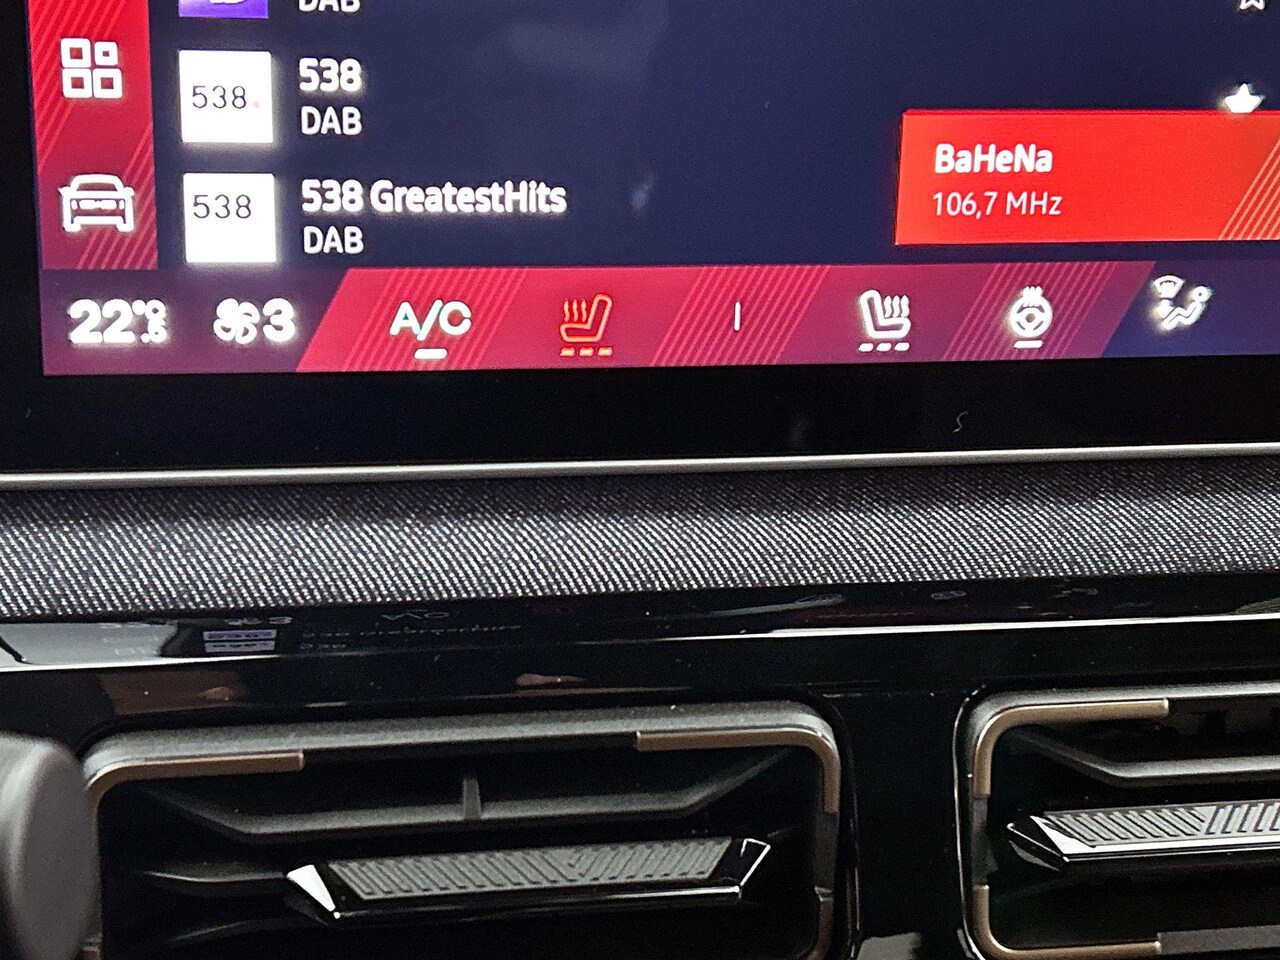 DAB
538.
538
DAB
538
538 GreatestHits
DAB
BaHeNa
106,7 MHz
22°
3
A/C